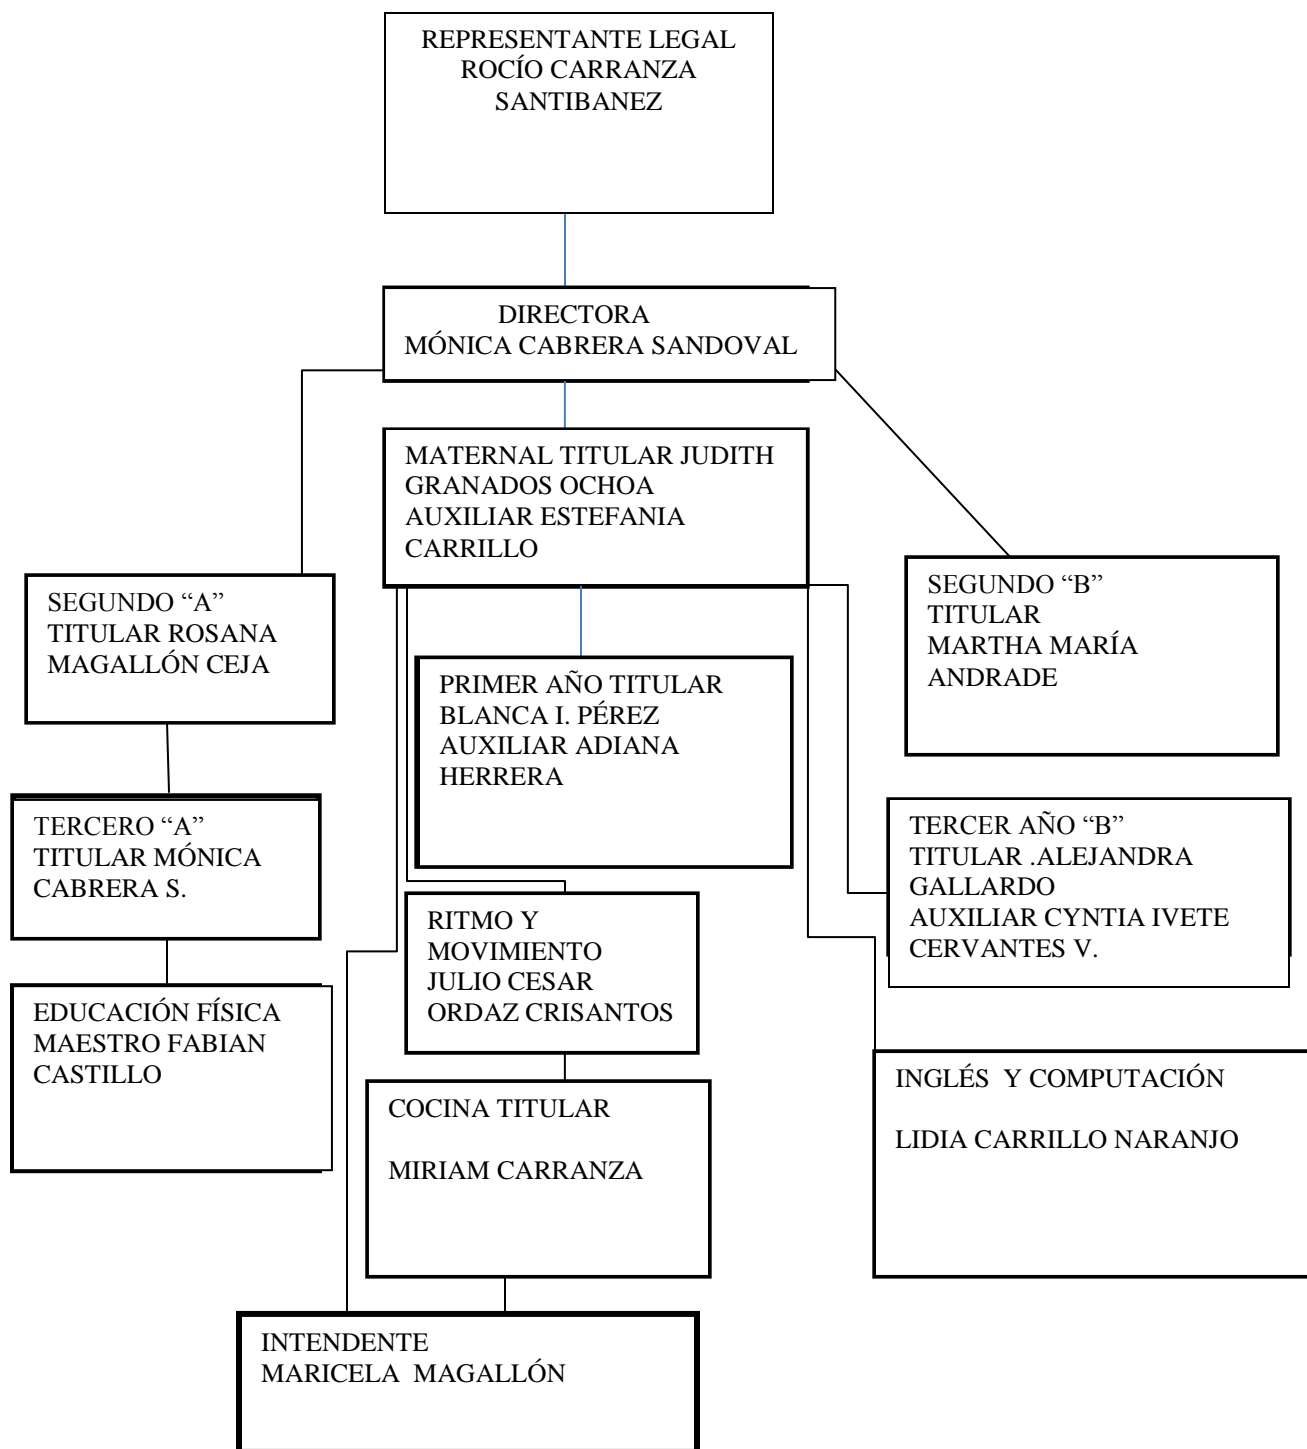 REPRESENTANTE LEGAL
ROCÍO CARRANZA
SANTIBANEZ
DIRECTORA
MÓNICA CABRERA SANDOVAL
MATERNAL TITULAR JUDITH
GRANADOS OCHOA
AUXILIAR ESTEFANIA
CARRILLO
SEGUNDO “A”
TITULAR ROSANA
MAGALLÓN CEJA
SEGUNDO “B”
TITULAR
MARTHA MARÍA
ANDRADE
PRIMER AÑO TITULAR
BLANCA I. PÉREZ
AUXILIAR ADIANA
HERRERA
TERCERO “A”
TITULAR MÓNICA
CABRERA S.
TERCER AÑO “B”
TITULAR .ALEJANDRA
GALLARDO
AUXILIAR CYNTIA IVETE
CERVANTES V.
RITMO Y
MOVIMIENTO
JULIO CESAR
ORDAZ CRISANTOS
EDUCACIÓN FÍSICA
MAESTRO FABIAN
CASTILLO
INGLÉS  Y COMPUTACIÓN
LIDIA CARRILLO NARANJO
COCINA TITULAR
MIRIAM CARRANZA
INTENDENTE
MARICELA  MAGALLÓN